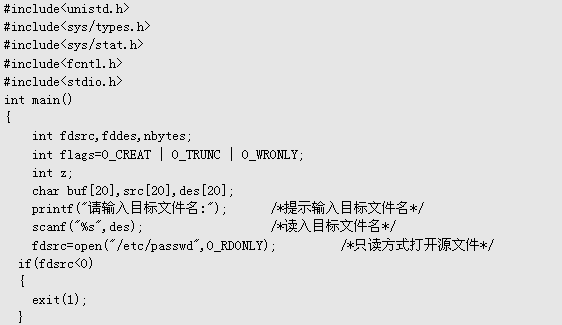 #include<unistd.h>
#include<sys/types.h>
#include<sys/stat.h>
#include<fcntl.h>
#include<stdio.h>
int main()
{
    int fdsrc,fddes,nbytes;
    int flags=O_CREAT | O_TRUNC | O_WRONLY;
    int z;
    char buf[20],src[20],des[20];
    printf("请输入目标文件名:");      /*提示输入目标文件名*/
    scanf("%s",des);                  /*读入目标文件名*/
    fdsrc=open("/etc/passwd",O_RDONLY);         /*只读方式打开源文件*/
  if(fdsrc<0)
  {
    exit(1);
  }